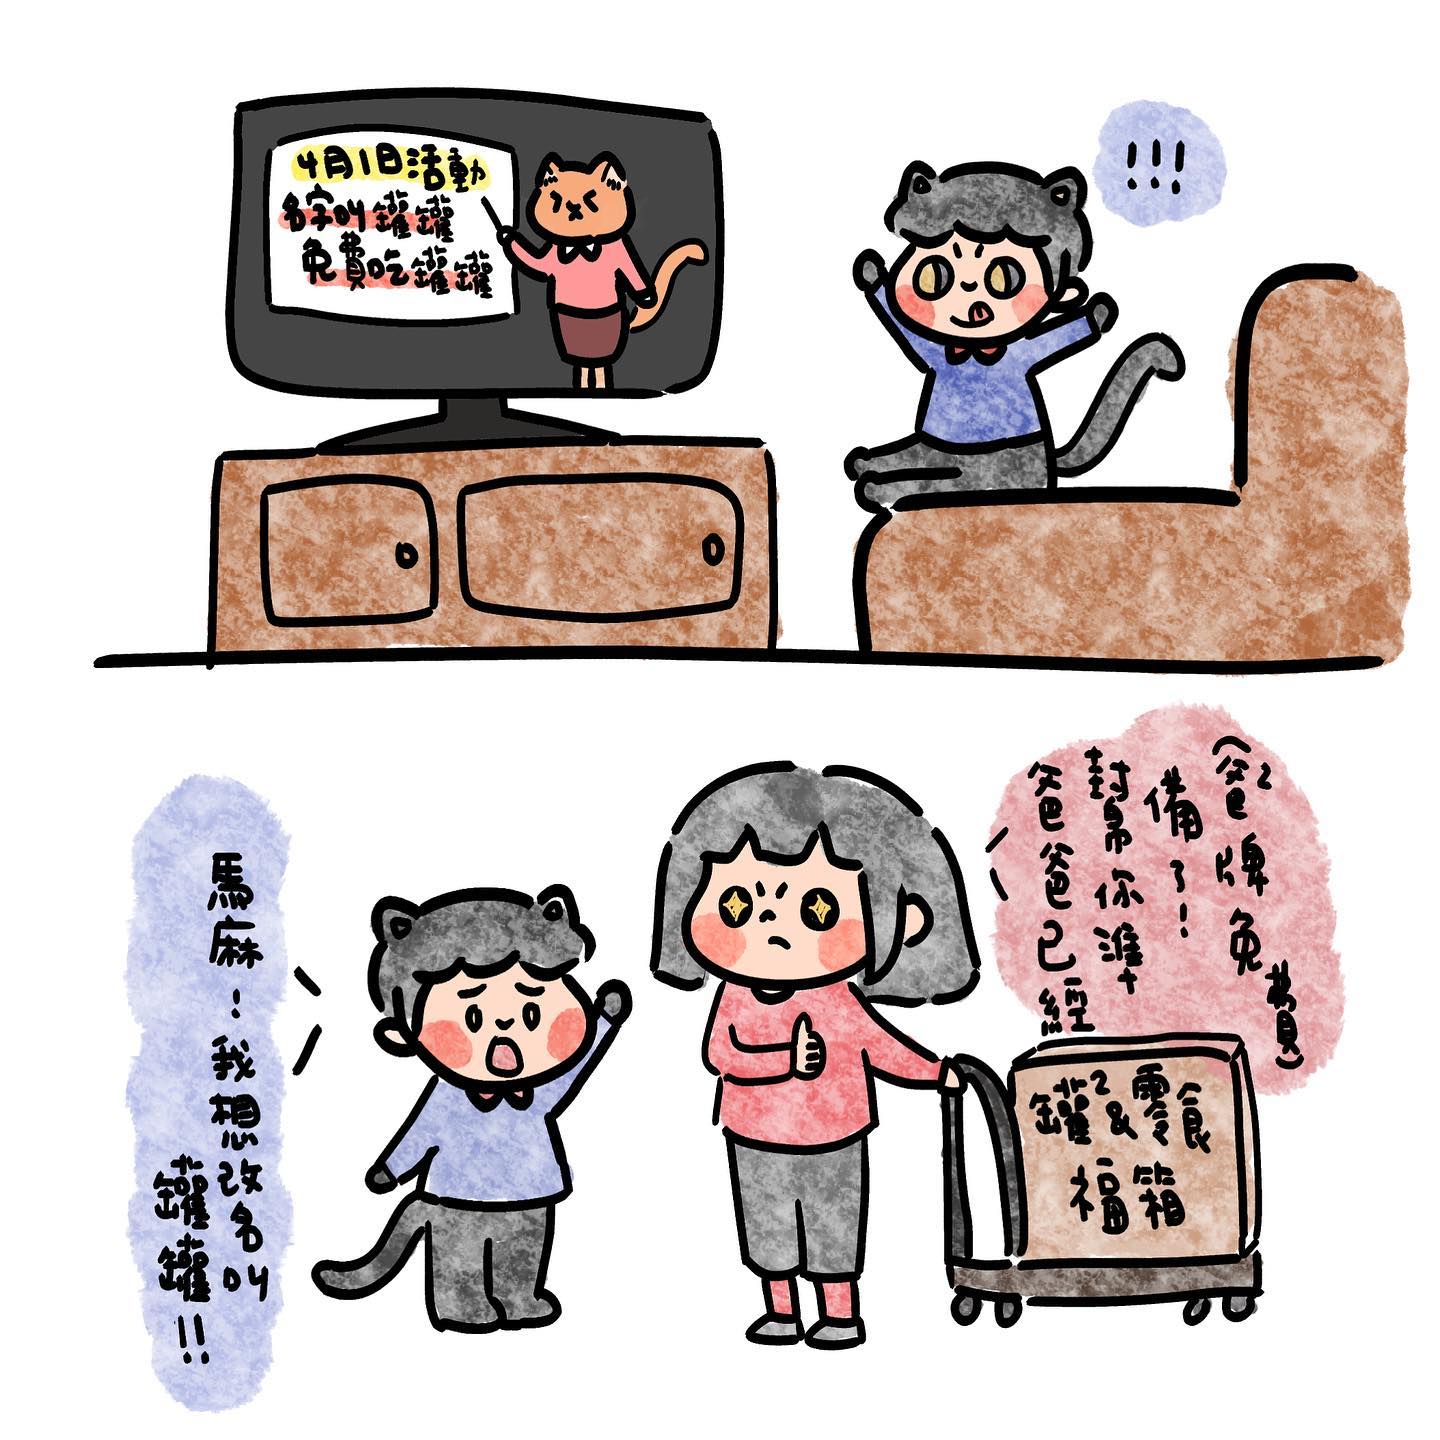 4月1日活動
名字叫罐罐
免費吃罐罐
!!!
馬麻！我想改名叫
罐罐!!
爸爸已經
幫你準
備了!
(爸²牌免費)
罐²&零食
福箱